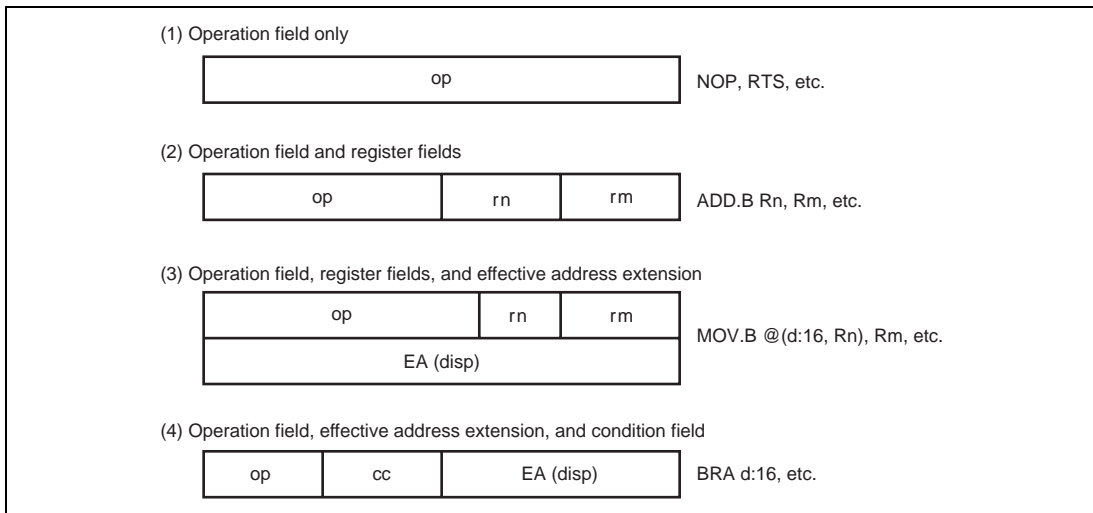 (1) Operation field only
op
NOP, RTS, etc.
(2) Operation field and register fields
op rn rm
ADD.B Rn, Rm, etc.
(3) Operation field, register fields, and effective address extension
op rn rm
EA (disp)
MOV.B @(d:16, Rn), Rm, etc.
(4) Operation field, effective address extension, and condition field
op cc EA (disp)
BRA d:16, etc.